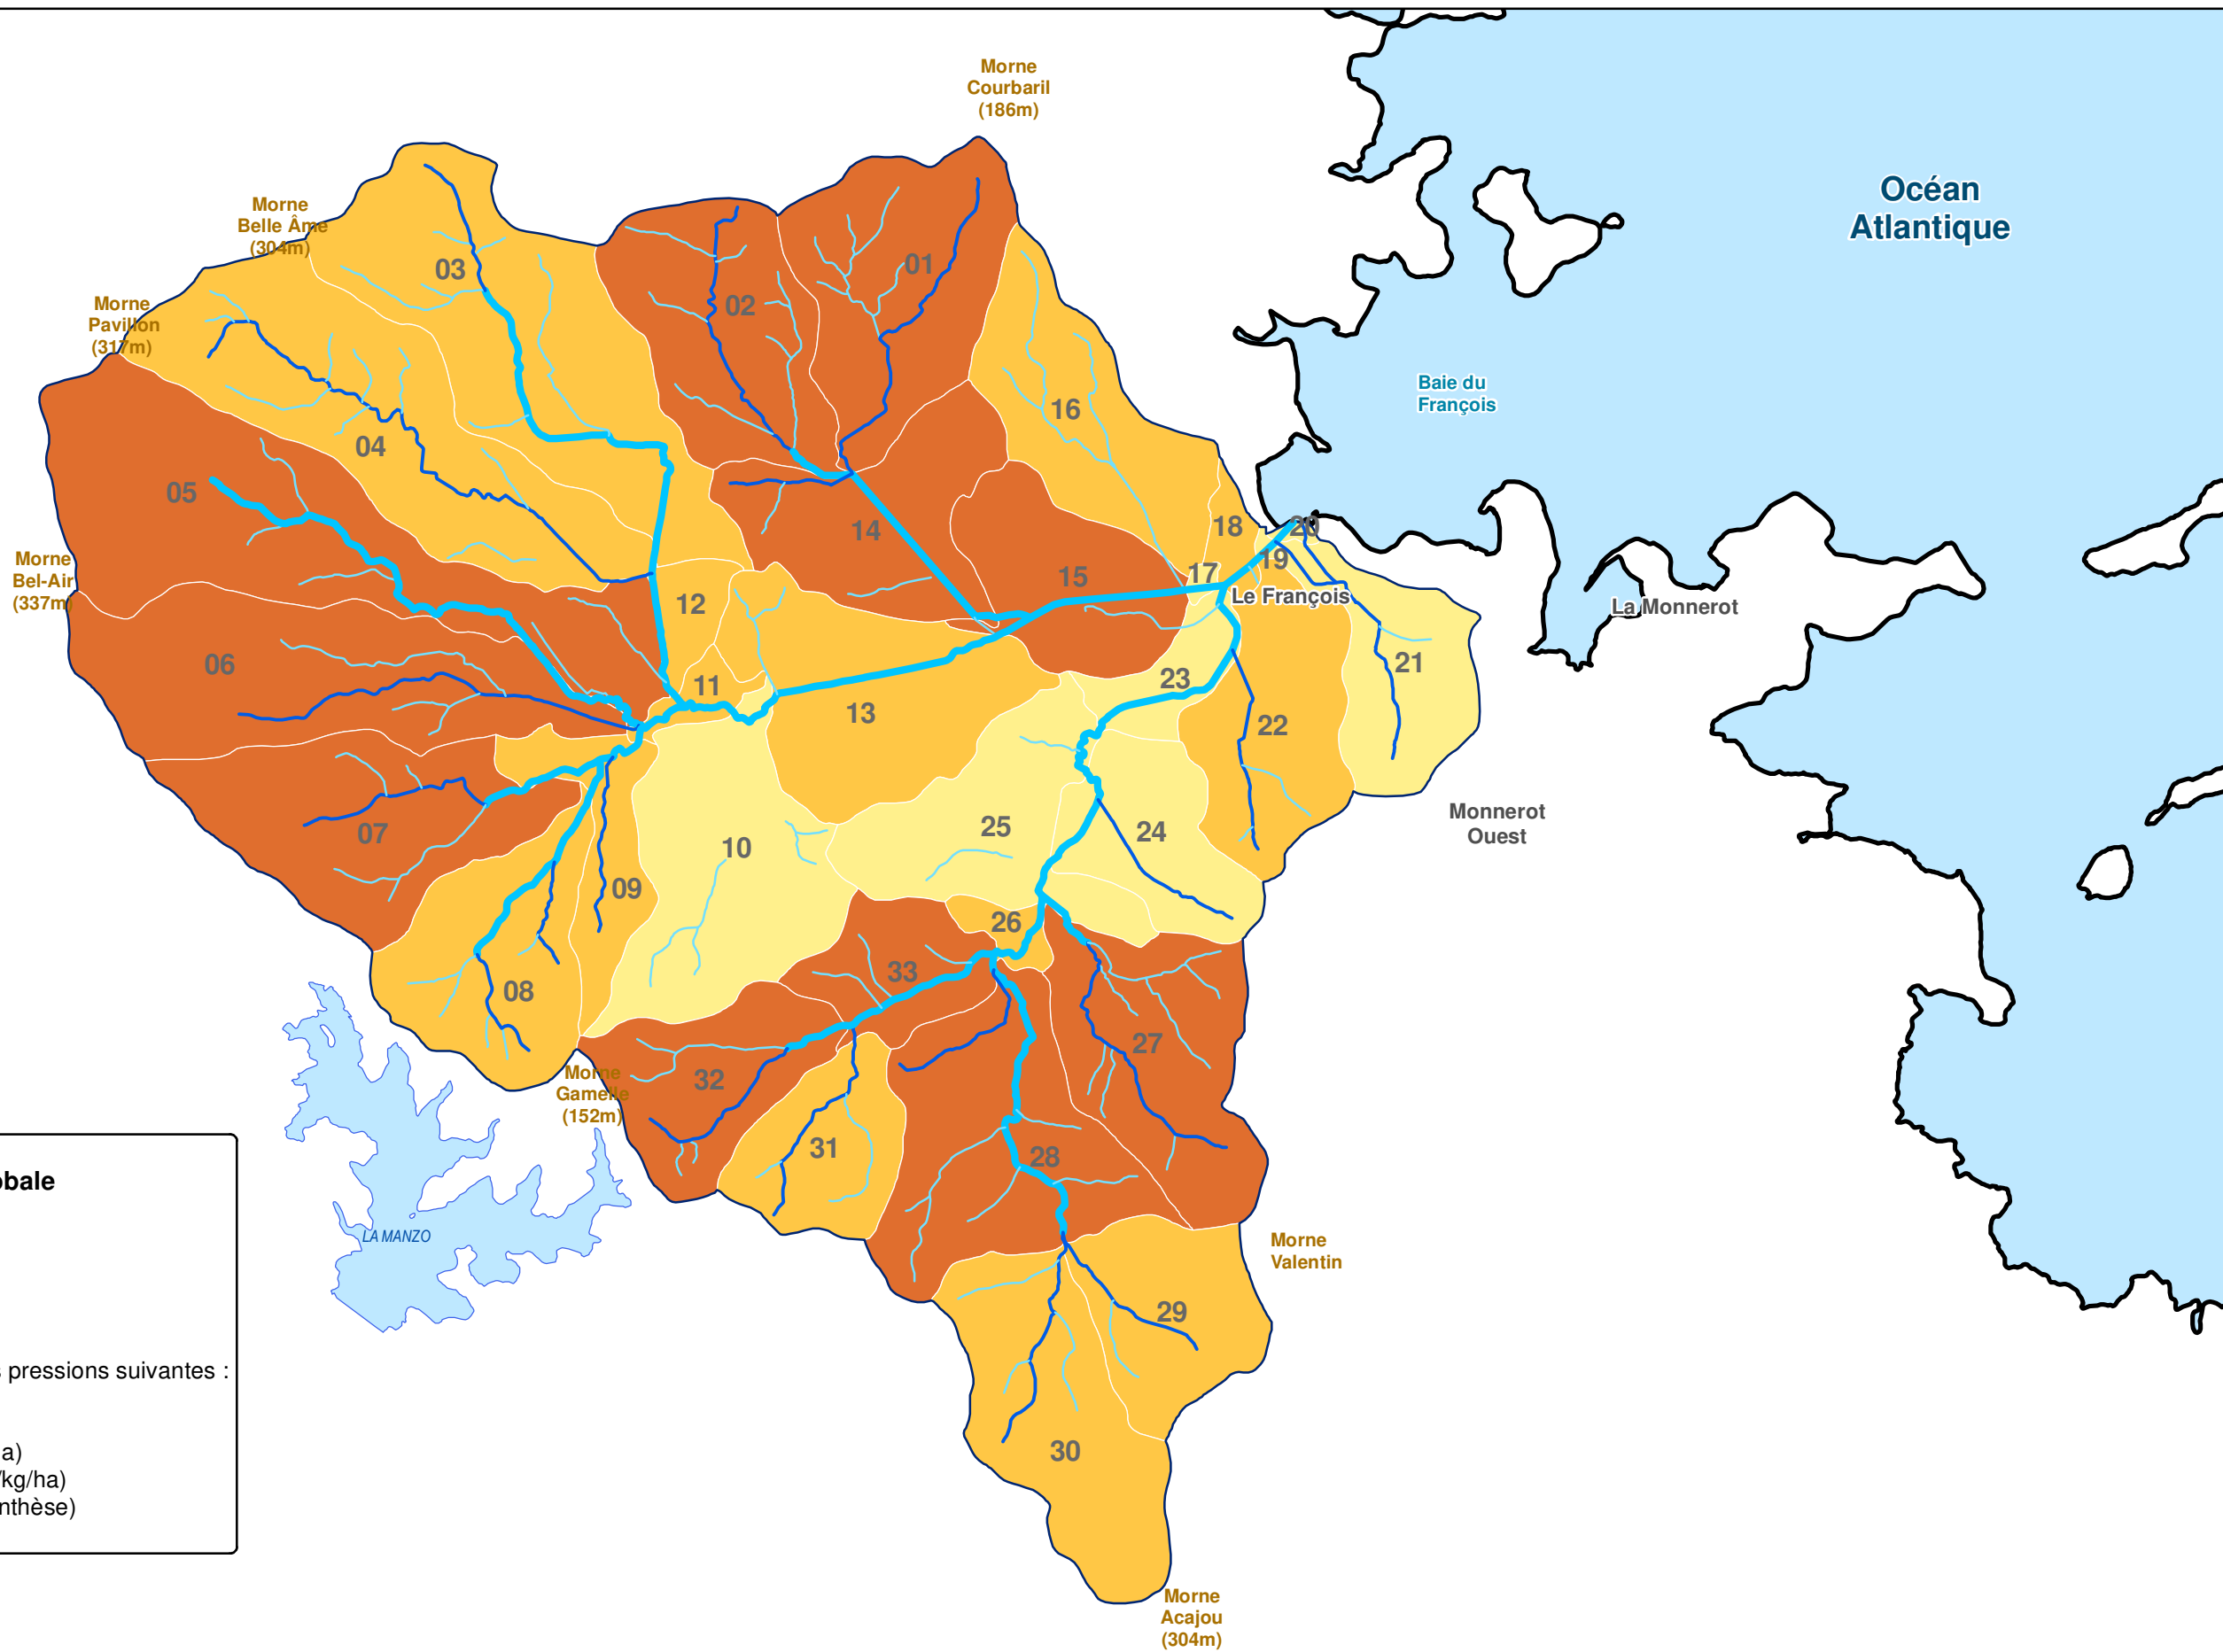 Morne
Courbaril
(186m)
Océan
Atlantique
Morne
Belle Âme
(304m)
03
01
02
Morne
Pavillon
(317m)
Baie du
François
16
04
05
14
18
20
19
Morne
Bel-Air
(337m)
17
15
Le François
12
La Monnerot
06
21
23
11
13
22
Monnerot
Ouest
25
24
07
10
09
26
33
08
27
Morne
Gamelle
(152m)
32
31
28
obale
LA MANZO
Morne
Valentin
29
s pressions suivantes :
30
a)
/kg/ha)
nthèse)
Morne
Acajou
(304m)